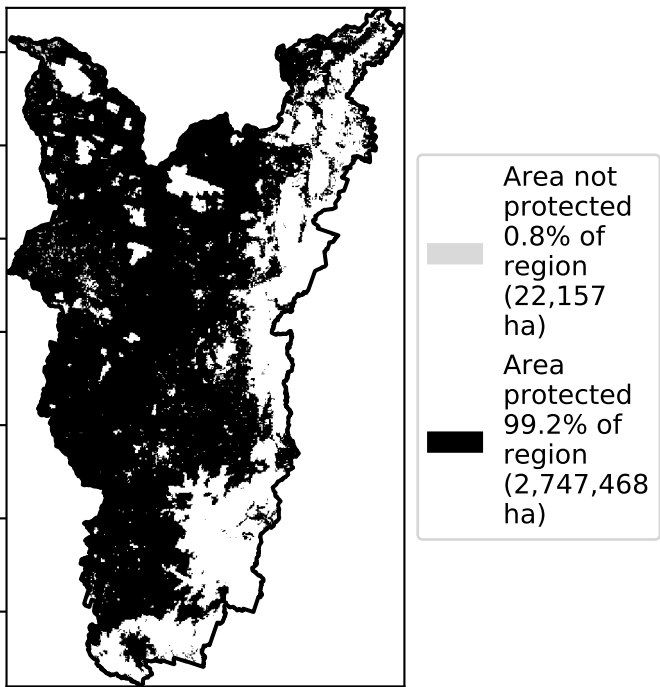 Area not
protected
0.8% of
region
(22,157
ha)
Area
protected
99.2% of
region
(2,747,468
ha)